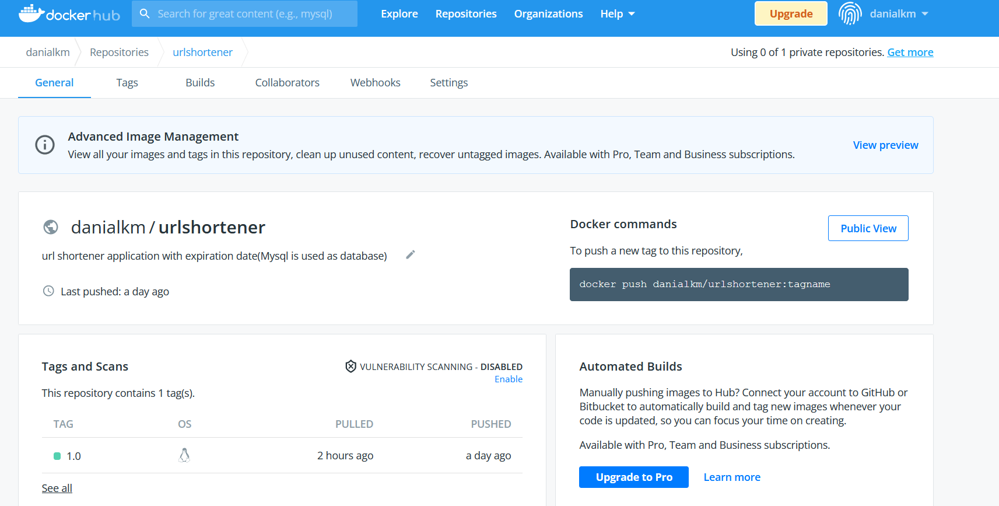 docker hub
Search for great content (e.g., mysql)
Explore
Repositories
Organizations
Help
Upgrade
danialkm
danialkm
Repositories
urlshortener
Using 0 of 1 private repositories. Get more
General
Tags
Builds
Collaborators
Webhooks
Settings
Advanced Image Management
View all your images and tags in this repository, clean up unused content, recover untagged images. Available with Pro, Team and Business subscriptions.
View preview
danialkm / urlshortener
url shortener application with expiration date(Mysql is used as database)
Last pushed: a day ago
Docker commands
Public View
To push a new tag to this repository,
docker push danialkm/urlshortener:tagname
Tags and Scans
VULNERABILITY SCANNING - DISABLED
Enable
This repository contains 1 tag(s).
TAG
OS
PULLED
PUSHED
1.0
2 hours ago
a day ago
See all
Automated Builds
Manually pushing images to Hub? Connect your account to GitHub or
Bitbucket to automatically build and tag new images whenever your
code is updated, so you can focus your time on creating.
Available with Pro, Team and Business subscriptions.
Upgrade to Pro
Learn more